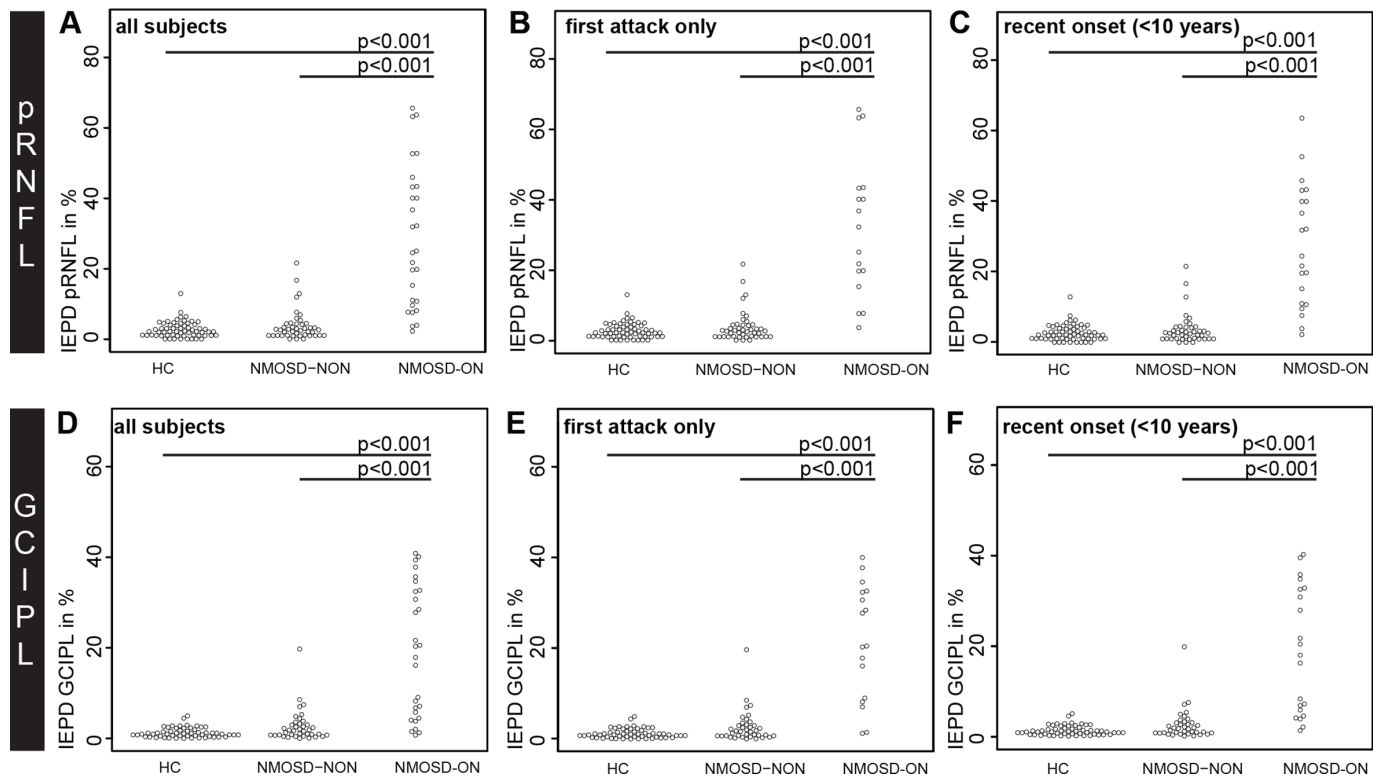 pRNFL
A all subjects
p<0.001
p<0.001
IEPD pRNFL in %
0 20 40 60 80
HC NMOSD−NON NMOSD-ON
B first attack only
p<0.001
p<0.001
IEPD pRNFL in %
0 20 40 60 80
HC NMOSD−NON NMOSD-ON
C recent onset (<10 years)
p<0.001
p<0.001
IEPD pRNFL in %
0 20 40 60 80
HC NMOSD−NON NMOSD-ON
GCIPL
D all subjects
p<0.001
p<0.001
IEPD GCIPL in %
0 20 40 60
HC NMOSD−NON NMOSD-ON
E first attack only
p<0.001
p<0.001
IEPD GCIPL in %
0 20 40 60
HC NMOSD−NON NMOSD-ON
F recent onset (<10 years)
p<0.001
p<0.001
IEPD GCIPL in %
0 20 40 60
HC NMOSD−NON NMOSD-ON